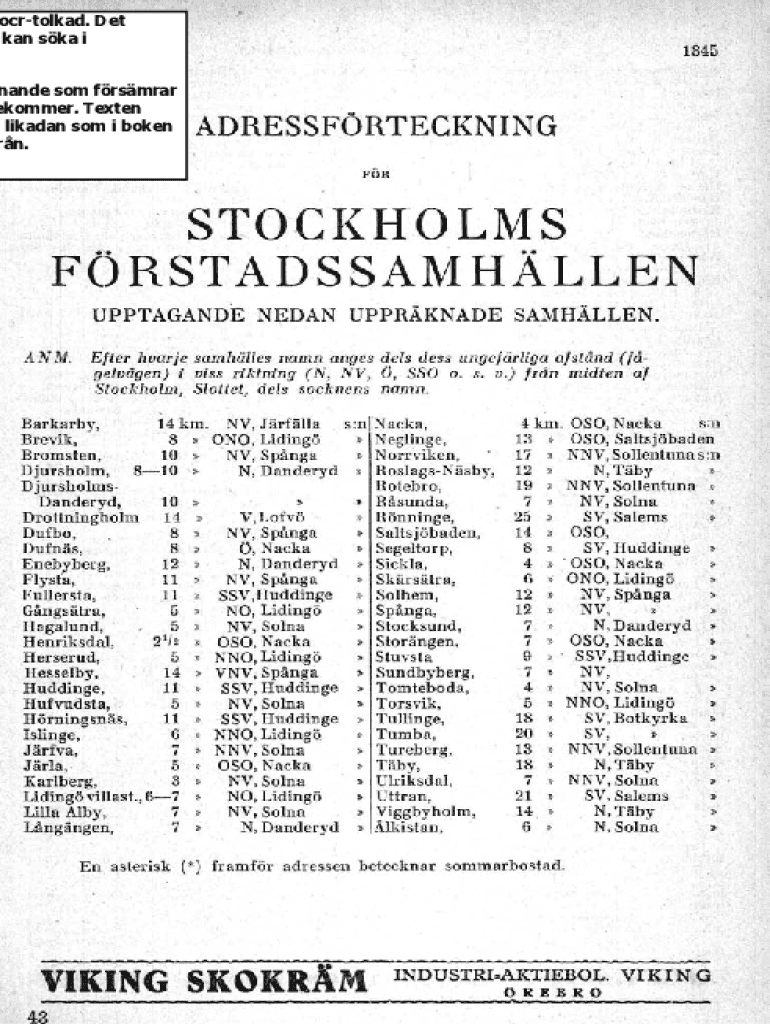 ocr-tolkad. Det
kan söka i
nande som försämrar
ekommer. Texten
likadan som i boken
rån.
1845
ADRESSFÖRTECKNING
FÖR
STOCKHOLMS
FÖRSTADSSAMHÄLLEN
UPPTAGANDE NEDAN UPPRÄKNADE SAMHÄLLEN.
ANM. Efter hvarje samhälles namn anges dels dess ungefärliga afstånd (få-
gelvägen) i viss riktning (N, NV, Ö, SSO o. s. v.) från midten af
Stockholm, Slottet, dels socknens namn.
Barkarby, 14 km. NV, Järfälla s:n
Brevik, 8 » ONO, Lidingö »
Bromsten, 10 » NV, Spånga »
Djursholm, 8—10 » N, Danderyd »
Djursholms-
Danderyd, 10 » » »
Drottningholm 14 » V, Lofvö »
Dufbo, 8 » NV, Spånga »
Dufnäs, 8 » Ö, Nacka »
Enebyberg, 12 » N, Danderyd »
Flysta, 11 » NV, Spånga »
Fullersta, 11 » SSV, Huddinge »
Gångsätra, 5 » NO, Lidingö »
Hagalund, 5 » NV, Solna »
Henriksdal, 2 1/2 » OSO, Nacka »
Herserud, 5 » NNO, Lidingö »
Hesselby, 14 » VNV, Spånga »
Huddinge, 11 » SSV, Huddinge »
Hufvudsta, 5 » NV, Solna »
Hörningsnäs, 11 » SSV, Huddinge »
Islinge, 6 » NNO, Lidingö »
Järfva, 7 » NNV, Solna »
Järla, 5 » OSO, Nacka »
Karlberg, 3 » NV, Solna »
Lidingö villast., 6—7 » NO, Lidingö »
Lilla Alby, 7 » NV, Solna »
Långängen, 7 » N, Danderyd »
Nacka, 4 km. OSO, Nacka s:n
Neglinge, 13 » OSO, Saltsjöbaden
Norrviken, 17 » NNV, Sollentuna s:n
Roslags-Näsby, 12 » N, Täby »
Rotebro, 19 » NNV, Sollentuna »
Råsunda, 7 » NV, Solna »
Rönninge, 25 » SV, Salems »
Saltsjöbaden, 14 » OSO,
Segeltorp, 8 » SV, Huddinge »
Sickla, 4 » OSO, Nacka »
Skärsätra, 6 » ONO, Lidingö »
Solhem, 12 » NV, Spånga »
Spånga, 12 » NV, » »
Stocksund, 7 » N, Danderyd »
Storängen, 7 » OSO, Nacka »
Stuvsta 9 » SSV, Huddinge »
Sundbyberg, 7 » NV,
Tomteboda, 4 » NV, Solna »
Torsvik, 5 » NNO, Lidingö »
Tullinge, 18 » SV, Botkyrka »
Tumba, 20 » SV, » »
Tureberg, 13 » NNV, Sollentuna »
Täby, 18 » N, Täby »
Ulriksdal, 7 » NNV, Solna »
Uttran, 21 » SV, Salems »
Viggbyholm, 14 » N, Täby »
Ålkistan, 6 » N, Solna »
En asterisk (*) framför adressen betecknar sommarbostad.
VIKING SKOKRÄM INDUSTRI-AKTIEBOL. VIKING
ÖREBRO
43